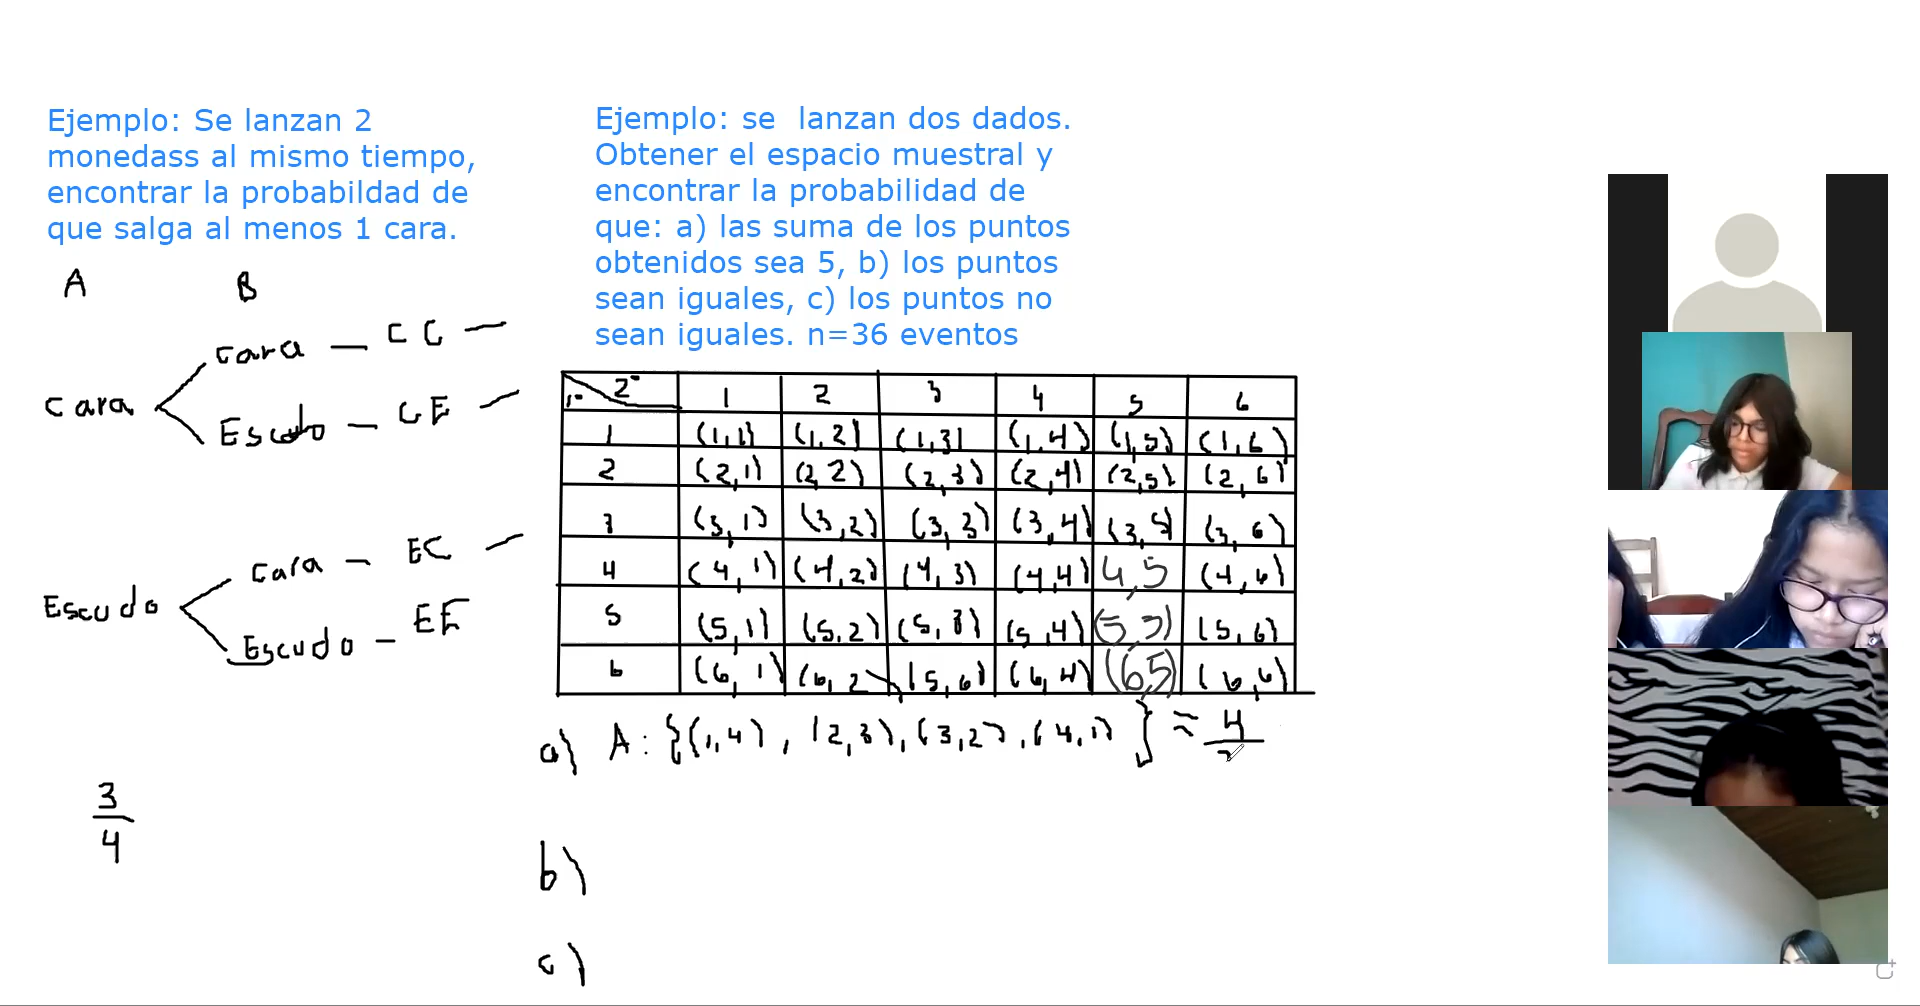 Ejemplo: Se lanzan 2
monedass al mismo tiempo,
encontrar la probabildad de
que salga al menos 1 cara.
A B
cara — C C —
cara
Escudo — C E —
cara — EC —
Escudo
Escudo — EE
3
4
Ejemplo: se lanzan dos dados.
Obtener el espacio muestral y
encontrar la probabilidad de
que: a) las suma de los puntos
obtenidos sea 5, b) los puntos
sean iguales, c) los puntos no
sean iguales. n=36 eventos
1º 2º 1 2 3 4 5 6
1 (1,1) (1,2) (1,3) (1,4) (1,5) (1,6)
2 (2,1) (2,2) (2,3) (2,4) (2,5) (2,6)
3 (3,1) (3,2) (3,3) (3,4) (3,5) (3,6)
4 (4,1) (4,2) (4,3) (4,4) 4,5 (4,6)
5 (5,1) (5,2) (5,3) (5,4) (5,5) (5,6)
6 (6,1) (6,2 (5,6) (6,4) (6,5) (6,6)
a) A: {(1,4), (2,3), (3,2), (4,1)} = 4
b)
c)